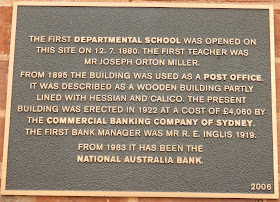 THE FIRST DEPARTMENTAL SCHOOL WAS OPENED ON
THIS SITE ON 12. 7. 1880. THE FIRST TEACHER WAS
MR JOSEPH ORTON MILLER.
FROM 1895 THE BUILDING WAS USED AS A POST OFFICE.
IT WAS DESCRIBED AS A WOODEN BUILDING PARTLY
LINED WITH HESSIAN AND CALICO. THE PRESENT
BUILDING WAS ERECTED IN 1922 AT A COST OF £4,060 BY
THE COMMERCIAL BANKING COMPANY OF SYDNEY.
THE FIRST BANK MANAGER WAS MR R. E. INGLIS 1919.
FROM 1983 IT HAS BEEN THE
NATIONAL AUSTRALIA BANK.
2006